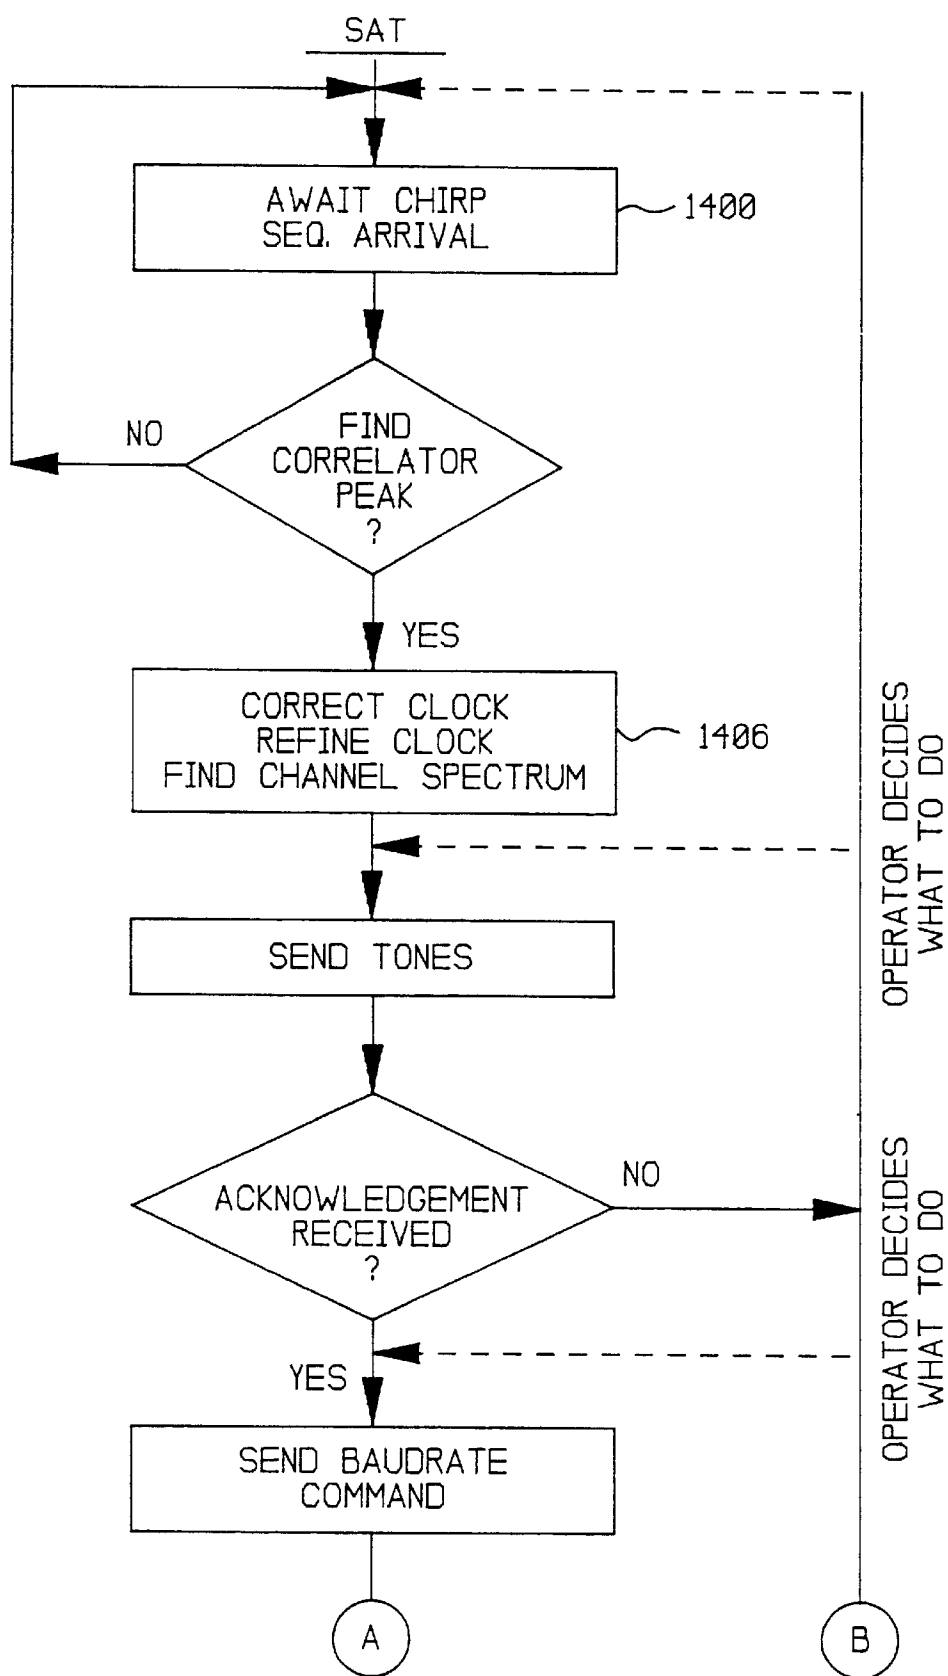 SAT
AWAIT CHIRP
SEQ. ARRIVAL
1400
FIND
CORRELATOR
PEAK
?
NO
YES
CORRECT CLOCK
REFINE CLOCK
FIND CHANNEL SPECTRUM
1406
OPERATOR DECIDES
WHAT TO DO
SEND TONES
ACKNOWLEDGEMENT
RECEIVED
?
NO
OPERATOR DECIDES
WHAT TO DO
YES
SEND BAUDRATE
COMMAND
A
B